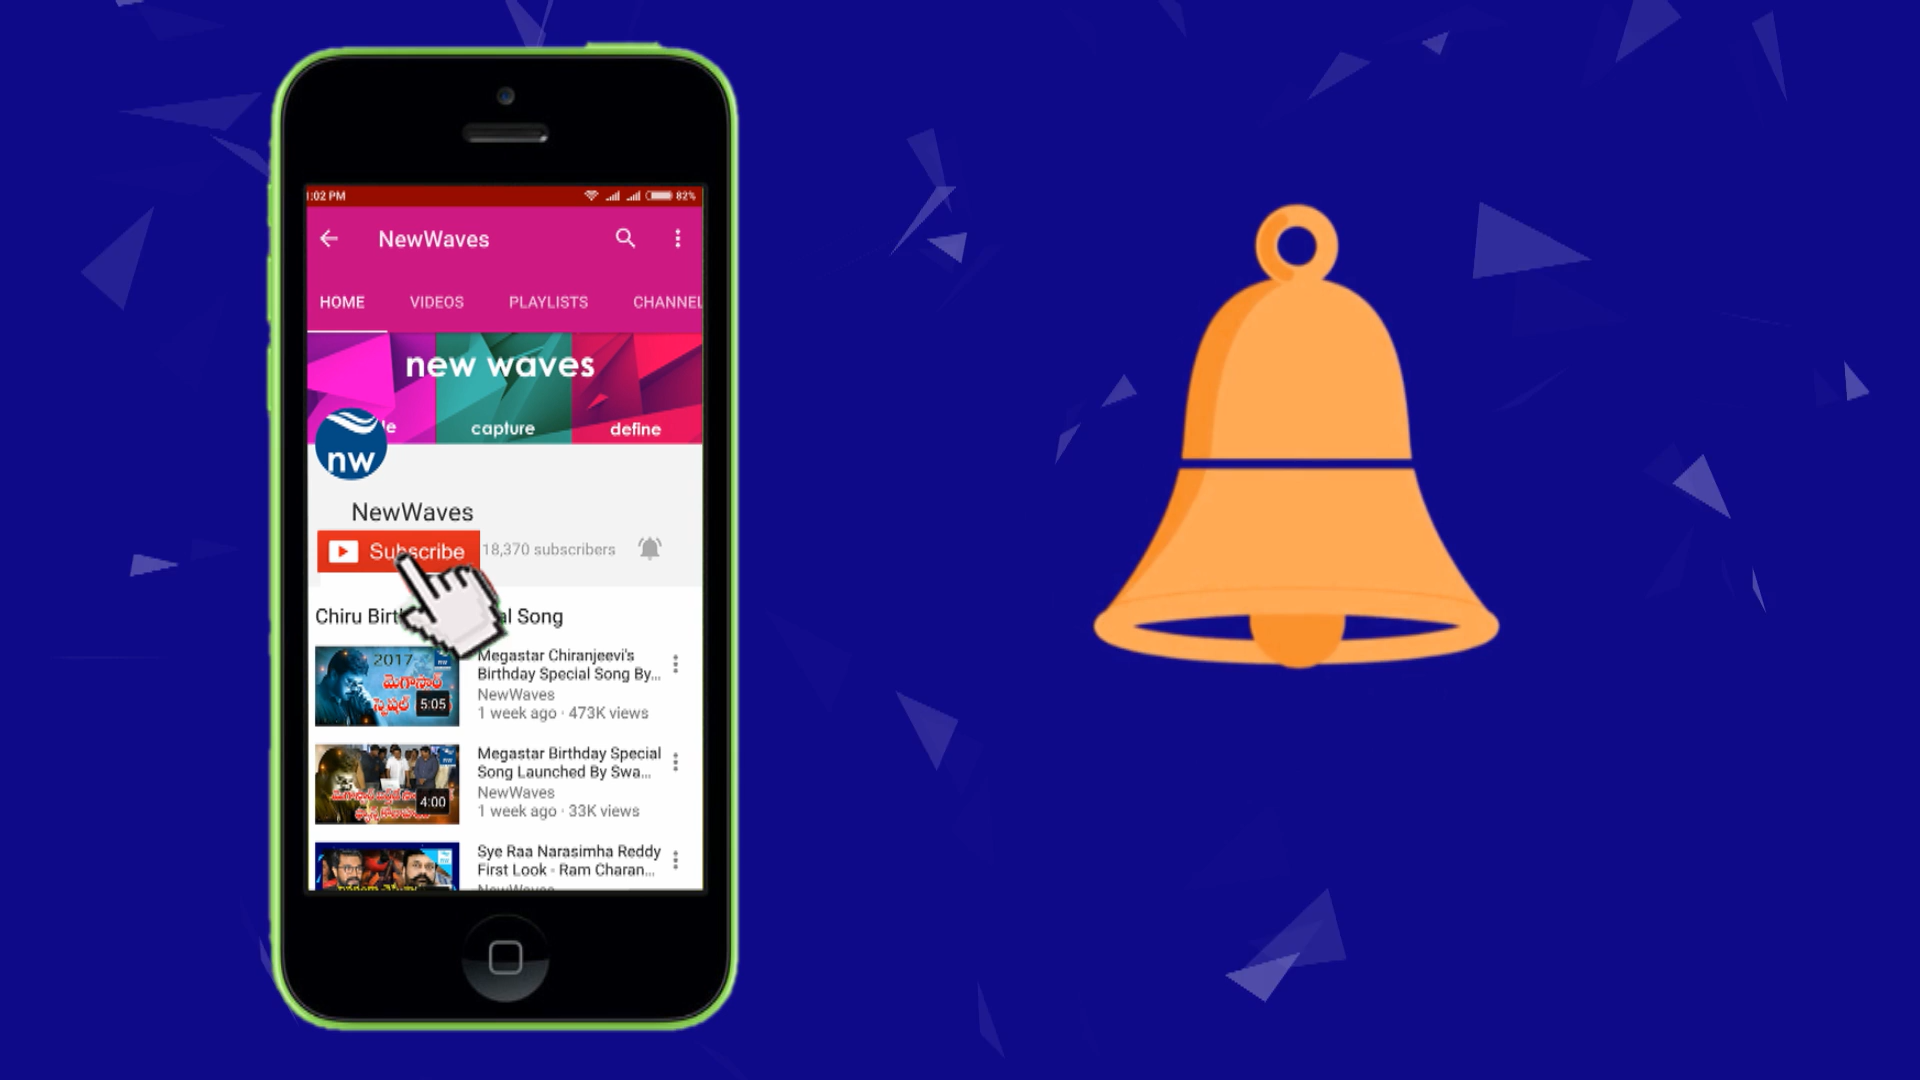 1:02 PM
82%
NewWaves
HOME VIDEOS PLAYLISTS CHANNEL
new waves
capture
define
nw
NewWaves
Subscribe
18,370 subscribers
Chiru Birt al Song
2017
మెగాస్టార్
స్పెషల్
5:05
Megastar Chiranjeevi's
Birthday Special Song By...
NewWaves
1 week ago · 473K views
4:00
Megastar Birthday Special
Song Launched By Swa...
NewWaves
1 week ago · 33K views
Sye Raa Narasimha Reddy
First Look - Ram Charan...